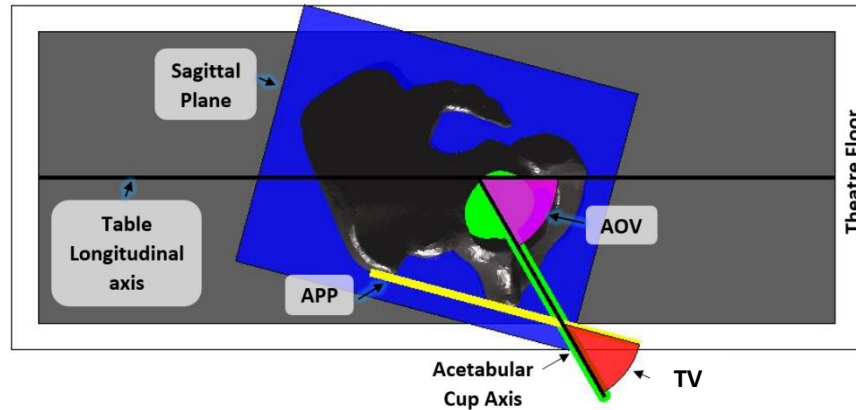 Sagittal
Plane
Table
Longitudinal
axis
APP
AOV
Theatre Floor
Acetabular
Cup Axis
TV